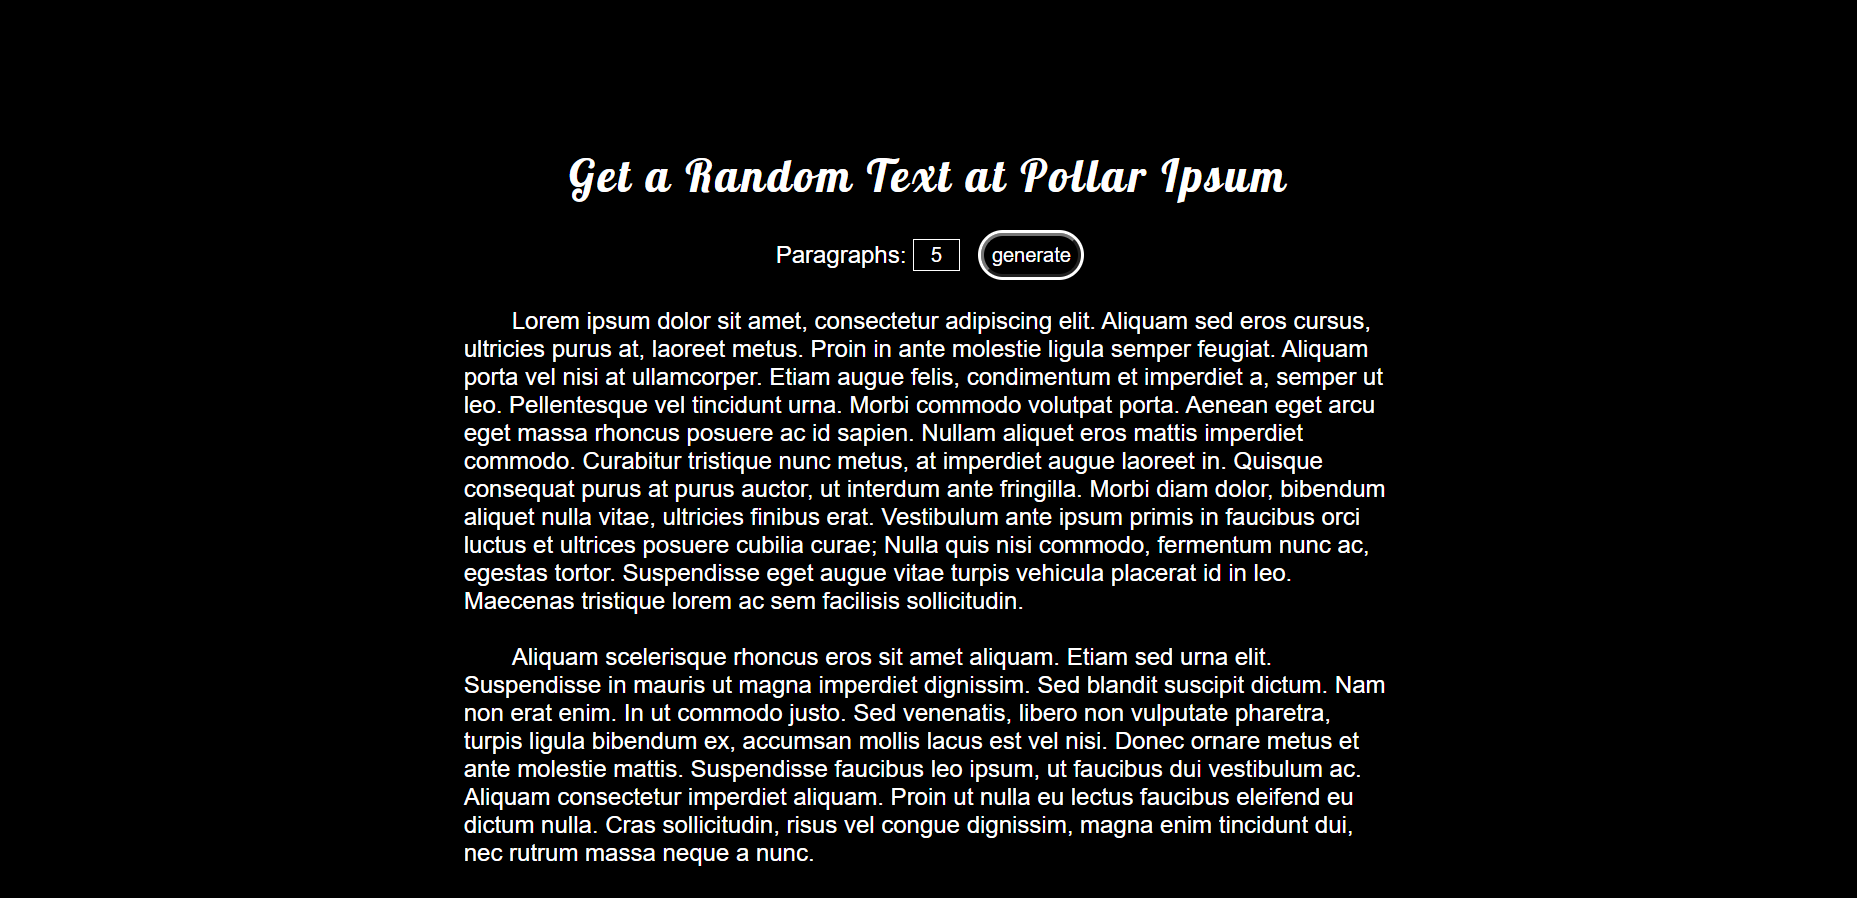 Get a Random Text at Pollar Ipsum
Paragraphs: 5 generate
Lorem ipsum dolor sit amet, consectetur adipiscing elit. Aliquam sed eros cursus,
ultricies purus at, laoreet metus. Proin in ante molestie ligula semper feugiat. Aliquam
porta vel nisi at ullamcorper. Etiam augue felis, condimentum et imperdiet a, semper ut
leo. Pellentesque vel tincidunt urna. Morbi commodo volutpat porta. Aenean eget arcu
eget massa rhoncus posuere ac id sapien. Nullam aliquet eros mattis imperdiet
commodo. Curabitur tristique nunc metus, at imperdiet augue laoreet in. Quisque
consequat purus at purus auctor, ut interdum ante fringilla. Morbi diam dolor, bibendum
aliquet nulla vitae, ultricies finibus erat. Vestibulum ante ipsum primis in faucibus orci
luctus et ultrices posuere cubilia curae; Nulla quis nisi commodo, fermentum nunc ac,
egestas tortor. Suspendisse eget augue vitae turpis vehicula placerat id in leo.
Maecenas tristique lorem ac sem facilisis sollicitudin.
Aliquam scelerisque rhoncus eros sit amet aliquam. Etiam sed urna elit.
Suspendisse in mauris ut magna imperdiet dignissim. Sed blandit suscipit dictum. Nam
non erat enim. In ut commodo justo. Sed venenatis, libero non vulputate pharetra,
turpis ligula bibendum ex, accumsan mollis lacus est vel nisi. Donec ornare metus et
ante molestie mattis. Suspendisse faucibus leo ipsum, ut faucibus dui vestibulum ac.
Aliquam consectetur imperdiet aliquam. Proin ut nulla eu lectus faucibus eleifend eu
dictum nulla. Cras sollicitudin, risus vel congue dignissim, magna enim tincidunt dui,
nec rutrum massa neque a nunc.